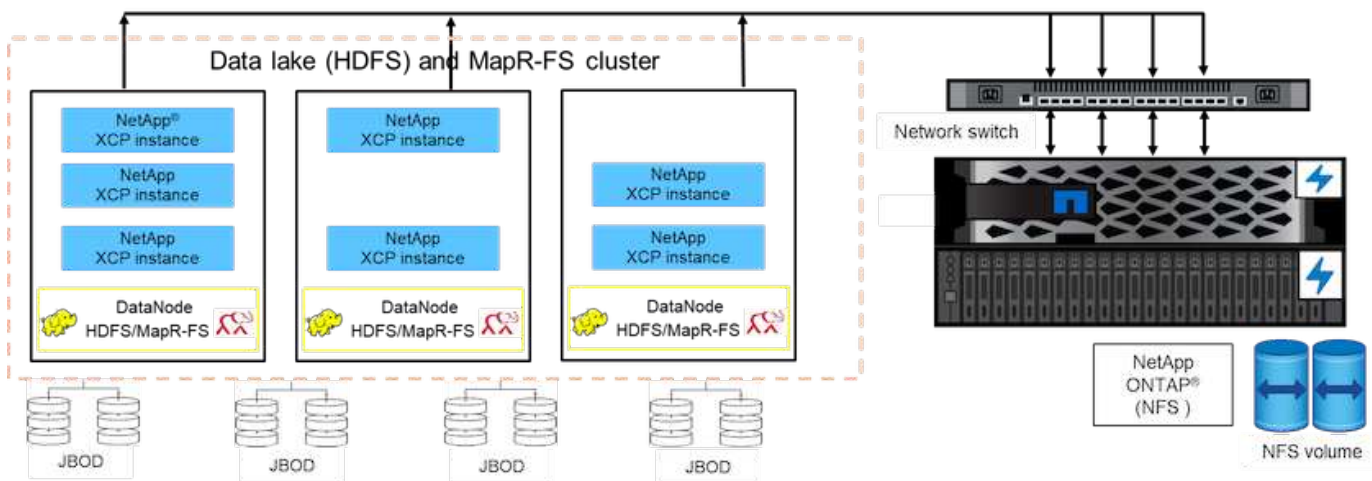 Data lake (HDFS) and MapR-FS cluster
NetApp®
XCP instance
NetApp
XCP instance
NetApp
XCP instance
DataNode
HDFS/MapR-FS
NetApp
XCP instance
NetApp
XCP instance
DataNode
HDFS/MapR-FS
NetApp
XCP instance
NetApp
XCP instance
DataNode
HDFS/MapR-FS
JBOD
JBOD
JBOD
JBOD
Network switch
NetApp
ONTAP®
(NFS )
NFS volume